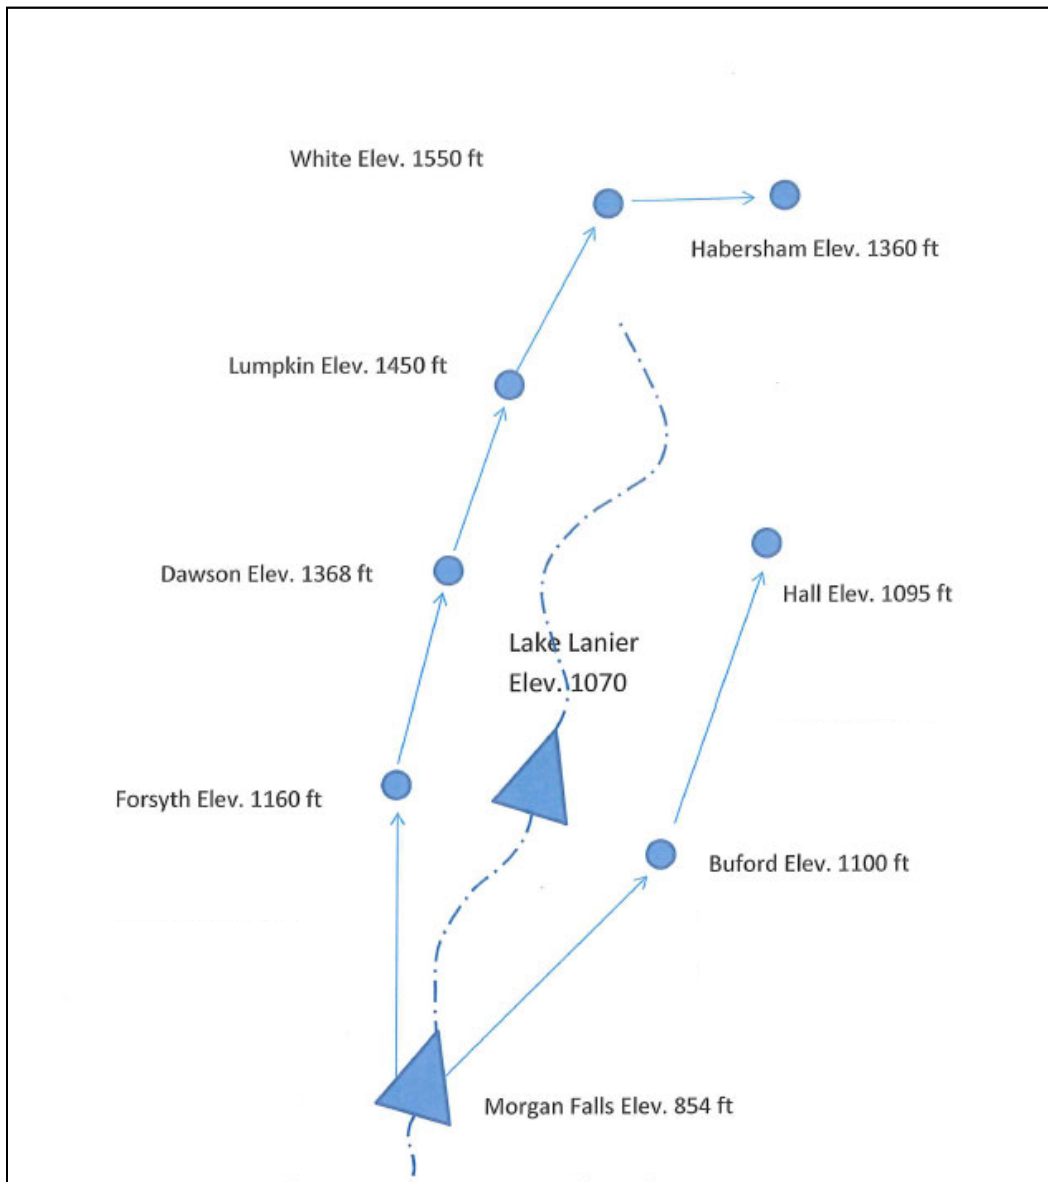 White Elev. 1550 ft
Habersham Elev. 1360 ft
Lumpkin Elev. 1450 ft
Dawson Elev. 1368 ft
Hall Elev. 1095 ft
Lake Lanier
Elev. 1070
Forsyth Elev. 1160 ft
Buford Elev. 1100 ft
Morgan Falls Elev. 854 ft